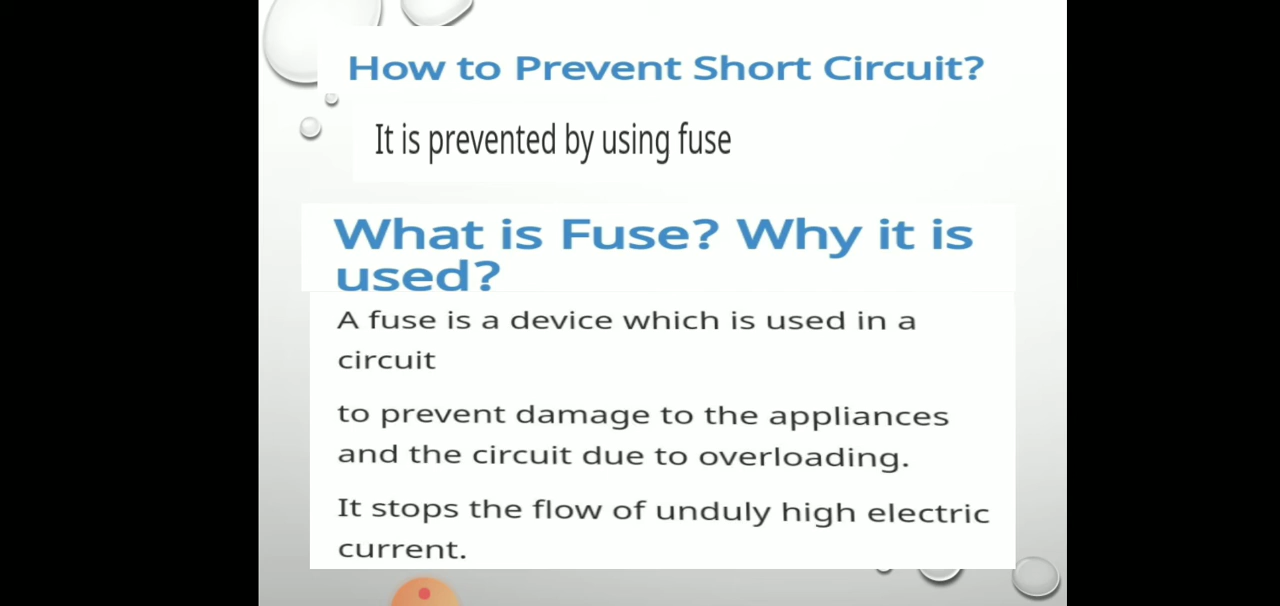 How to Prevent Short Circuit?
It is prevented by using fuse
What is Fuse? Why it is
used?
A fuse is a device which is used in a
circuit
to prevent damage to the appliances
and the circuit due to overloading.
It stops the flow of unduly high electric
current.